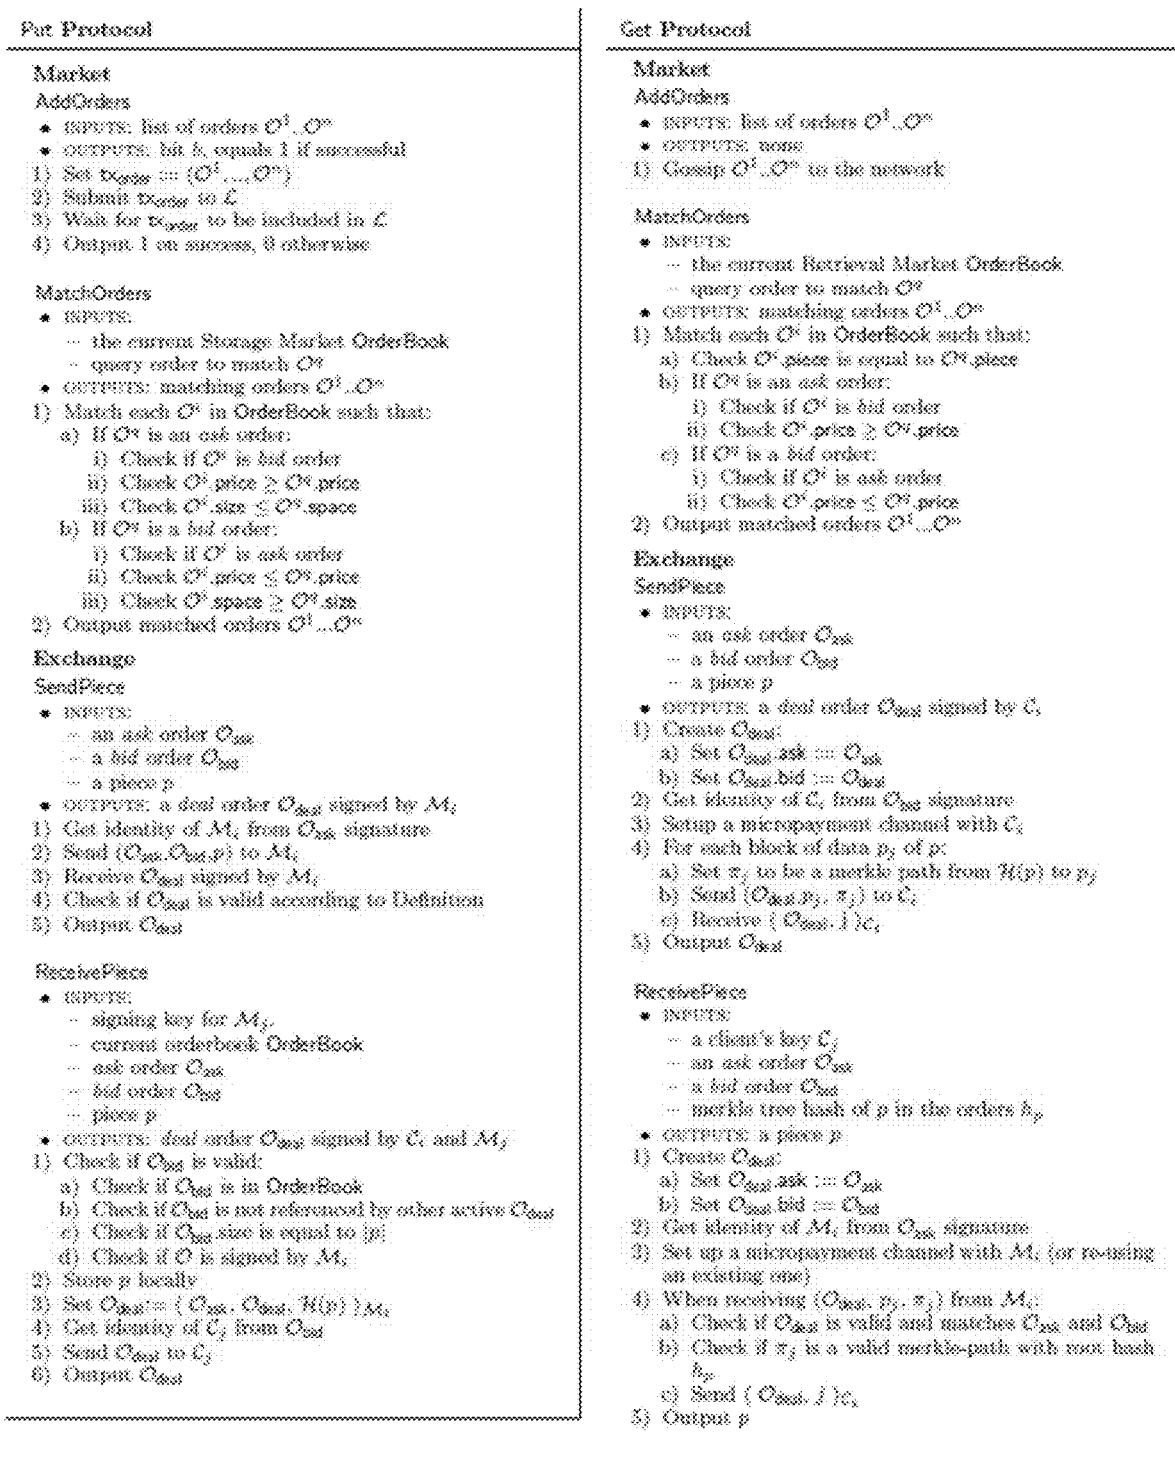 Put Protocol
Market
AddOrders
• INPUTS: list of orders O¹..Oⁿ
• OUTPUTS: bit b, equals 1 if successful
1) Set tx_order := (O¹,...,Oⁿ)
2) Submit tx_order to L
3) Wait for tx_order to be included in L
4) Output 1 on success, 0 otherwise
MatchOrders
• INPUTS:
– the current Storage Market OrderBook
– query order to match O^q
• OUTPUTS: matching orders O¹..Oⁿ
1) Match each Oⁱ in OrderBook such that:
a) If O^q is an ask order:
i) Check if Oⁱ is bid order
ii) Check Oⁱ.price ≥ O^q.price
iii) Check Oⁱ.size ≤ O^q.space
b) If O^q is a bid order:
i) Check if Oⁱ is ask order
ii) Check Oⁱ.price ≤ O^q.price
iii) Check Oⁱ.space ≥ O^q.size
2) Output matched orders O¹...Oⁿ
Exchange
SendPiece
• INPUTS:
– an ask order O_ask
– a bid order O_bid
– a piece p
• OUTPUTS: a deal order O_deal signed by M_i
1) Get identity of M_i from O_ask signature
2) Send (O_ask,O_bid,p) to M_i
3) Receive O_deal signed by M_i
4) Check if O_deal is valid according to Definition
5) Output O_deal
ReceivePiece
• INPUTS:
– signing key for M_j.
– current orderbook OrderBook
– ask order O_ask
– bid order O_bid
– piece p
• OUTPUTS: deal order O_deal signed by C_i and M_j
1) Check if O_bid is valid:
a) Check if O_bid is in OrderBook
b) Check if O_bid is not referenced by other active O_deal
c) Check if O_bid.size is equal to |p|
d) Check if O is signed by M_i
2) Store p locally
3) Set O_deal := ⟨ O_ask, O_deal, H(p) ⟩_M_i
4) Get identity of C_j from O_bid
5) Send O_deal to C_j
6) Output O_deal
Get Protocol
Market
AddOrders
• INPUTS: list of orders O¹..Oⁿ
• OUTPUTS: none
1) Gossip O¹..Oⁿ to the network
MatchOrders
• INPUTS:
– the current Retrieval Market OrderBook
– query order to match O^q
• OUTPUTS: matching orders O¹..Oⁿ
1) Match each Oⁱ in OrderBook such that:
a) Check Oⁱ.piece is equal to O^q.piece
b) If O^q is an ask order:
i) Check if Oⁱ is bid order
ii) Check Oⁱ.price ≥ O^q.price
c) If O^q is a bid order:
i) Check if Oⁱ is ask order
ii) Check Oⁱ.price ≤ O^q.price
2) Output matched orders O¹...Oⁿ
Exchange
SendPiece
• INPUTS:
– an ask order O_ask
– a bid order O_bid
– a piece p
• OUTPUTS: a deal order O_deal signed by C_i
1) Create O_deal:
a) Set O_deal.ask := O_ask
b) Set O_deal.bid := O_deal
2) Get identity of C_i from O_bid signature
3) Setup a micropayment channel with C_i
4) For each block of data p_j of p:
a) Set π_j to be a merkle path from H(p) to p_j
b) Send (O_deal,p_j, π_j) to C_i
c) Receive ⟨ O_deal, j ⟩_C_i
5) Output O_deal
ReceivePiece
• INPUTS:
– a client's key C_j
– an ask order O_ask
– a bid order O_bid
– merkle tree hash of p in the orders h_p
• OUTPUTS: a piece p
1) Create O_deal:
a) Set O_deal.ask := O_ask
b) Set O_deal.bid := O_bid
2) Get identity of M_i from O_ask signature
3) Set up a micropayment channel with M_i (or re-using
an existing one)
4) When receiving (O_deal, p_j, π_j) from M_i:
a) Check if O_deal is valid and matches O_ask and O_bid
b) Check if π_j is a valid merkle-path with root hash
h_p
c) Send ⟨ O_deal, j ⟩_C_i
5) Output p